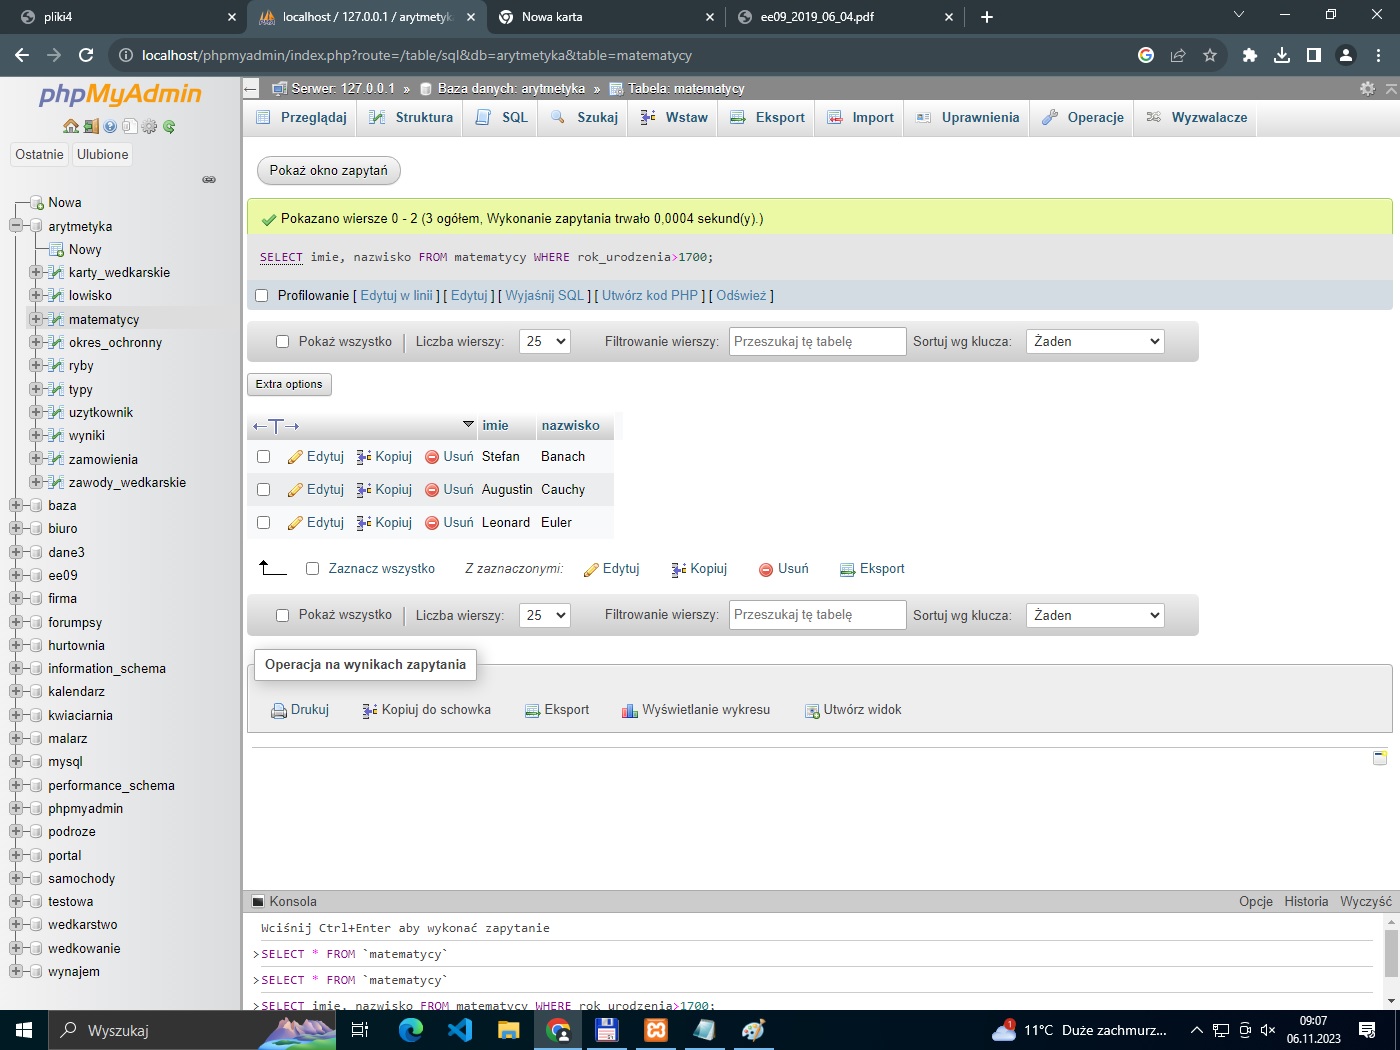 pliki4
localhost / 127.0.0.1 / arytmetyk
Nowa karta
ee09_2019_06_04.pdf
localhost/phpmyadmin/index.php?route=/table/sql&db=arytmetyka&table=matematycy
phpMyAdmin
Ostatnie Ulubione
Nowa
arytmetyka
Nowy
karty_wedkarskie
lowisko
matematycy
okres_ochronny
ryby
typy
uzytkownik
wyniki
zamowienia
zawody_wedkarskie
baza
biuro
dane3
ee09
firma
forumpsy
hurtownia
information_schema
kalendarz
kwiaciarnia
malarz
mysql
performance_schema
phpmyadmin
podroze
portal
samochody
testowa
wedkarstwo
wedkowanie
wynajem
Serwer: 127.0.0.1 » Baza danych: arytmetyka » Tabela: matematycy
Przeglądaj Struktura SQL Szukaj Wstaw Eksport Import Uprawnienia Operacje Wyzwalacze
Pokaż okno zapytań
Pokazano wiersze 0 - 2 (3 ogółem, Wykonanie zapytania trwało 0,0004 sekund(y).)
SELECT imie, nazwisko FROM matematycy WHERE rok_urodzenia>1700;
Profilowanie [ Edytuj w linii ] [ Edytuj ] [ Wyjaśnij SQL ] [ Utwórz kod PHP ] [ Odśwież ]
Pokaż wszystko Liczba wierszy: 25 Filtrowanie wierszy: Przeszukaj tę tabelę Sortuj wg klucza: Żaden
Extra options
←T→ imie nazwisko
Edytuj Kopiuj Usuń Stefan Banach
Edytuj Kopiuj Usuń Augustin Cauchy
Edytuj Kopiuj Usuń Leonard Euler
Zaznacz wszystko Z zaznaczonymi: Edytuj Kopiuj Usuń Eksport
Pokaż wszystko Liczba wierszy: 25 Filtrowanie wierszy: Przeszukaj tę tabelę Sortuj wg klucza: Żaden
Operacja na wynikach zapytania
Drukuj Kopiuj do schowka Eksport Wyświetlanie wykresu Utwórz widok
Konsola Opcje Historia Wyczyść
Wciśnij Ctrl+Enter aby wykonać zapytanie
>SELECT * FROM `matematycy`
>SELECT * FROM `matematycy`
>SELECT imie, nazwisko FROM matematycy WHERE rok_urodzenia>1700;
Wyszukaj
1
11°C Duże zachmurz...
09:07
06.11.2023